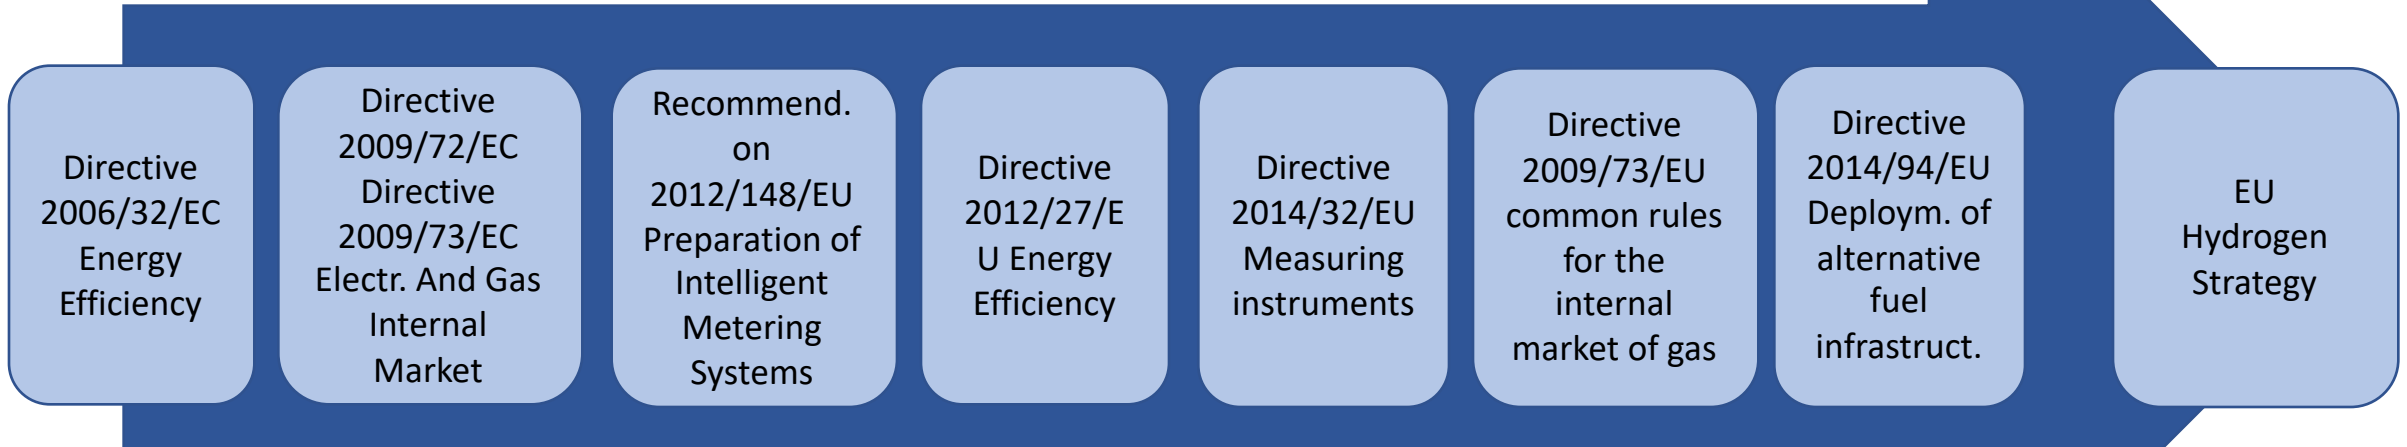 Directive
2006/32/EC
Energy
Efficiency
Directive
2009/72/EC
Directive
2009/73/EC
Electr. And Gas
Internal
Market
Recommend.
on
2012/148/EU
Preparation of
Intelligent
Metering
Systems
Directive
2012/27/E
U Energy
Efficiency
Directive
2014/32/EU
Measuring
instruments
Directive
2009/73/EU
common rules
for the
internal
market of gas
Directive
2014/94/EU
Deploym. of
alternative
fuel
infrastruct.
EU
Hydrogen
Strategy